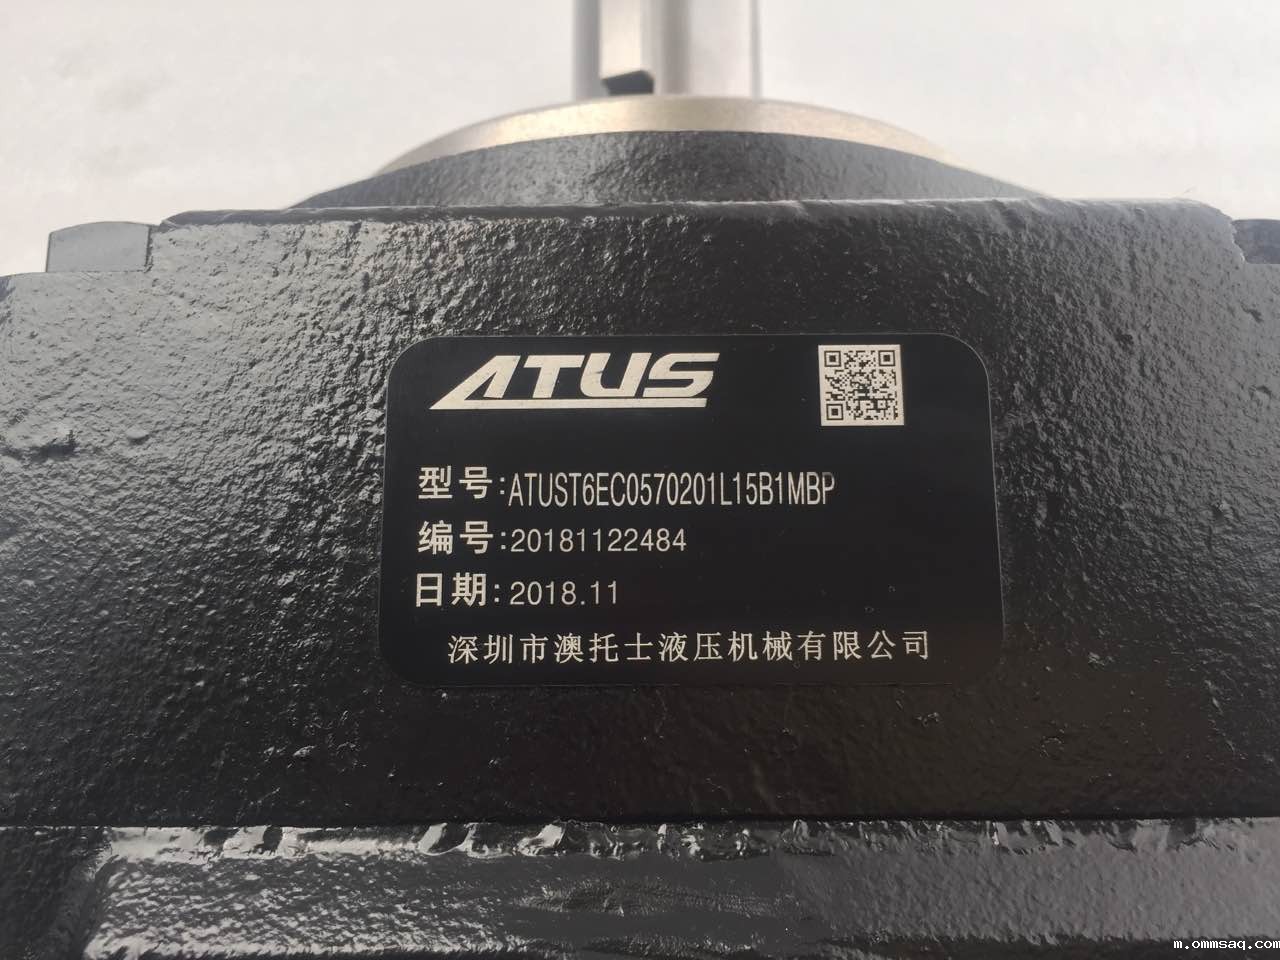 ATUS
型号:ATUST6EC0570201L15B1MBP
编号:20181122484
日期:2018.11
深圳市澳托士液压机械有限公司
m.ommsaq.com